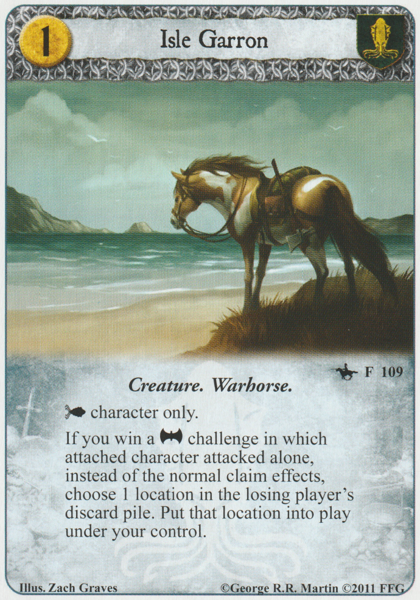 1
Isle Garron
F 109
Creature. Warhorse.
character only.
If you win a challenge in which
attached character attacked alone,
instead of the normal claim effects,
choose 1 location in the losing player's
discard pile. Put that location into play
under your control.
Illus. Zach Graves ©George R.R. Martin ©2011 FFG